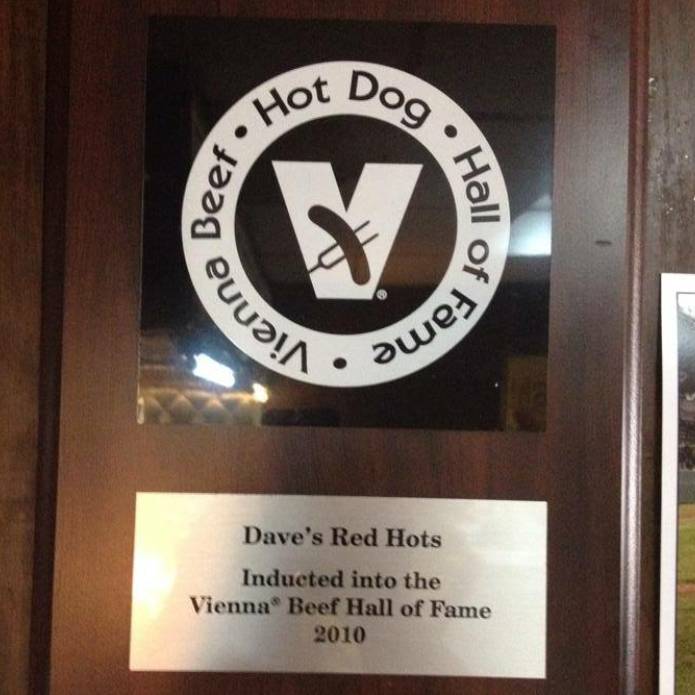 Vienna Beef • Hot Dog • Hall of Fame •
V®
Dave's Red Hots
Inducted into the
Vienna® Beef Hall of Fame
2010